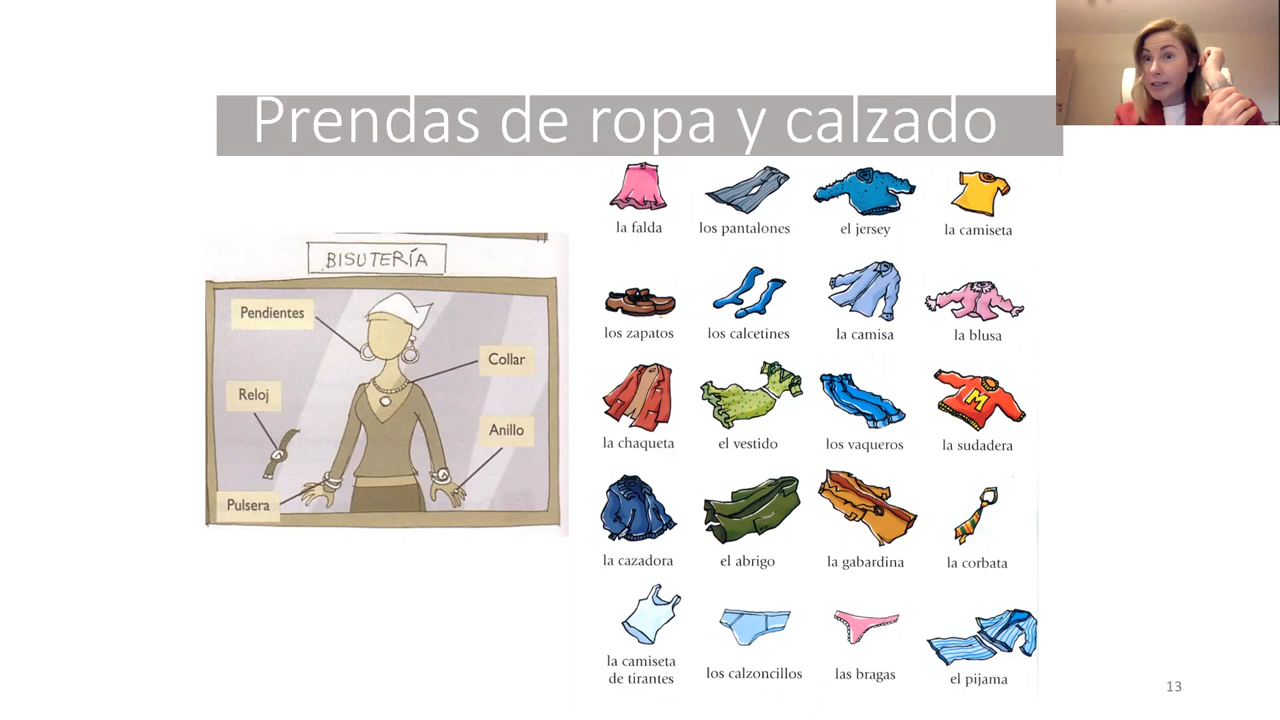 Prendas de ropa y calzado
BISUTERÍA
Pendientes
Collar
Reloj
Anillo
Pulsera
la falda
los pantalones
el jersey
la camiseta
los zapatos
los calcetines
la camisa
la blusa
la chaqueta
el vestido
los vaqueros
M
la sudadera
la cazadora
el abrigo
la gabardina
la corbata
la camiseta
de tirantes
los calzoncillos
las bragas
el pijama
13